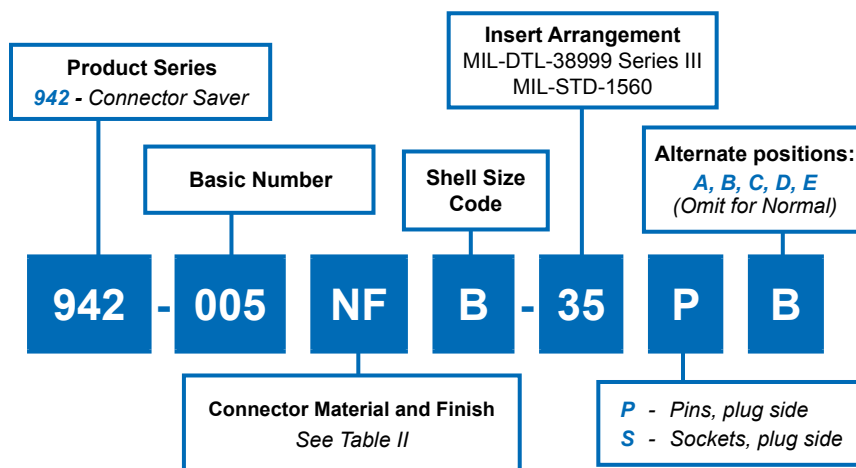 Insert Arrangement
MIL-DTL-38999 Series III
MIL-STD-1560
Product Series
942 - Connector Saver
Alternate positions:
A, B, C, D, E
(Omit for Normal)
Basic Number
Shell Size
Code
942 - 005 NF B - 35 P B
Connector Material and Finish
See Table II
P - Pins, plug side
S - Sockets, plug side